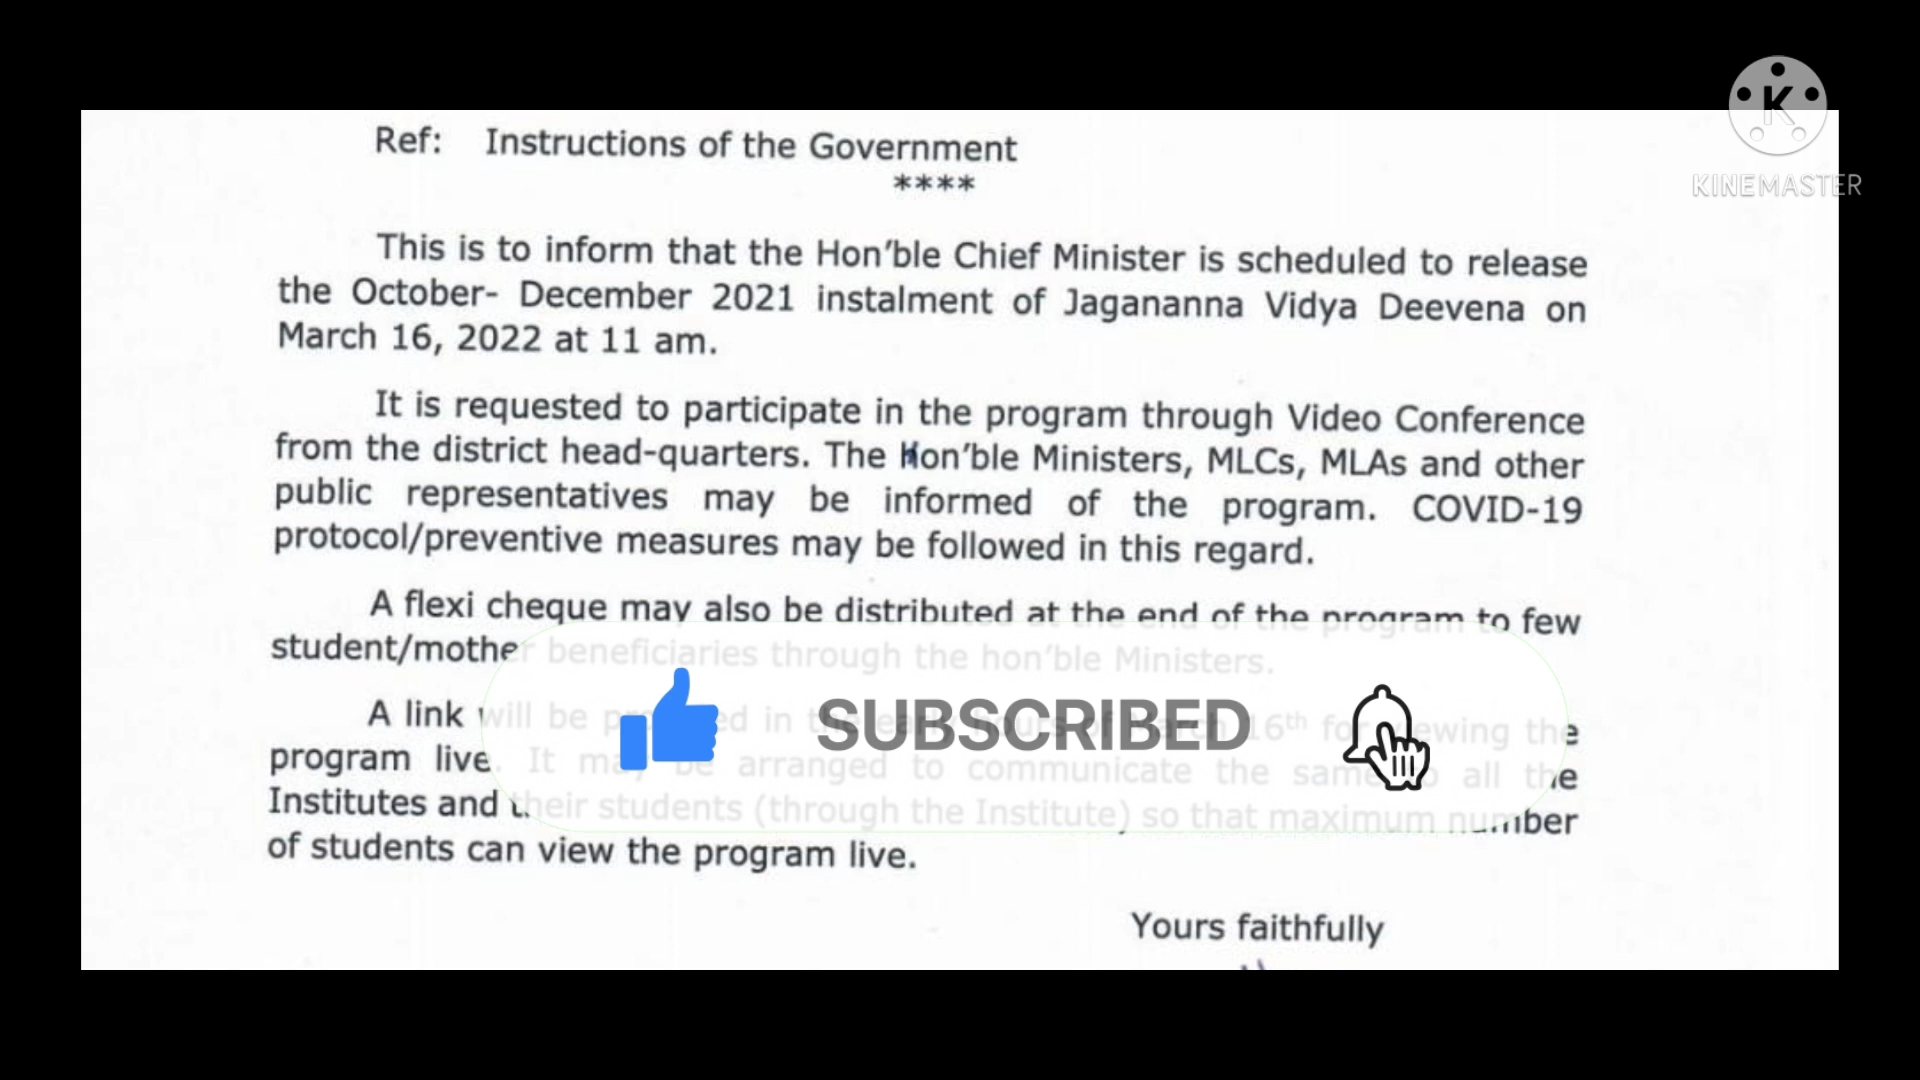 Ref: Instructions of the Government
****
This is to inform that the Hon'ble Chief Minister is scheduled to release
the October- December 2021 instalment of Jagananna Vidya Deevena on
March 16, 2022 at 11 am.
It is requested to participate in the program through Video Conference
from the district head-quarters. The Hon'ble Ministers, MLCs, MLAs and other
public representatives may be informed of the program. COVID-19
protocol/preventive measures may be followed in this regard.
A flexi cheque may also be distributed at the end of the program to few
student/mother beneficiaries through the hon'ble Ministers.
A link will be in the early hours of March 16th for viewing the
program live. It may be arranged to communicate the same to all the
Institutes and their students (through the Institute) so that maximum number
of students can view the program live.
Yours faithfully
SUBSCRIBED
K
KINEMASTER